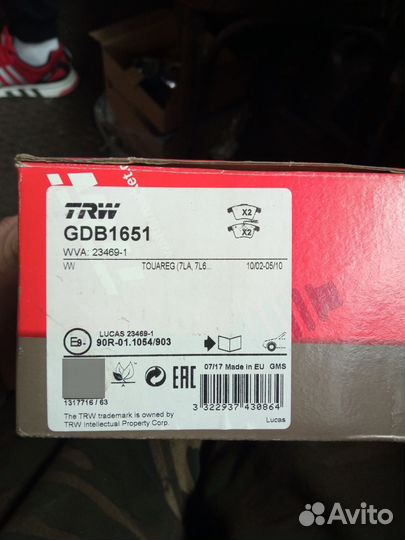 TRW
GDB1651
WVA: 23469-1
X2
X2
VW TOUAREG (7LA, 7L6... 10/02-05/10
LUCAS 23469-1
E9 90R-01.1054/903
07/17 Made in EU GMS
EAC
1317716 / 63
3 322937 430864
The TRW trademark is owned by
TRW Intellectual Property Corp.
Lucas
Avito